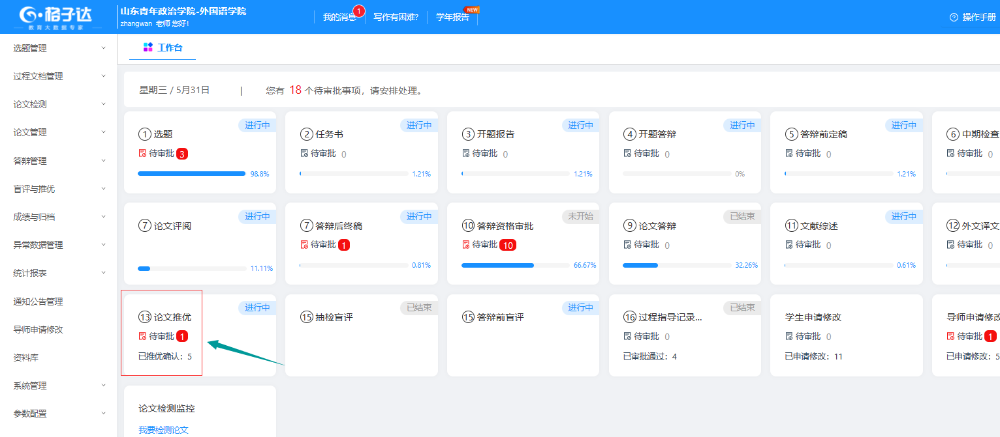 格子达
教育大数据专家
山东青年政治学院-外国语学院
zhangwan 老师 您好!
我的消息 1
写作有困难?
学年报告 NEW
操作手册
选题管理
过程文档管理
论文检测
论文管理
答辩管理
盲评与推优
成绩与归档
异常数据管理
统计报表
通知公告管理
导师申请修改
资料库
系统管理
参数配置
工作台
星期三 / 5月31日 | 您有 18 个待审批事项，请安排处理。
进行中
1 选题
待审批 3
98.8%
进行中
2 任务书
待审批 0
1.21%
进行中
3 开题报告
待审批 0
1.21%
进行中
4 开题答辩
待审批 0
0%
进行中
5 答辩前定稿
待审批 0
1.21%
6 中期检查
待审批 0
进行中
7 论文评阅
11.11%
进行中
7 答辩后终稿
待审批 1
0.81%
未开始
10 答辩资格审批
待审批 10
66.67%
已结束
9 论文答辩
待审批 0
32.26%
进行中
11 文献综述
待审批 0
0.61%
12 外文译文
待审批 0
进行中
13 论文推优
待审批 1
已推优确认：5
已结束
15 抽检盲评
进行中
15 答辩前盲评
已结束
16 过程指导记录...
待审批 0
已审批通过：4
学生申请修改
待审批 0
已申请修改：11
导师申请修改
待审批 1
已申请修改：5
论文检测监控
我要检测论文